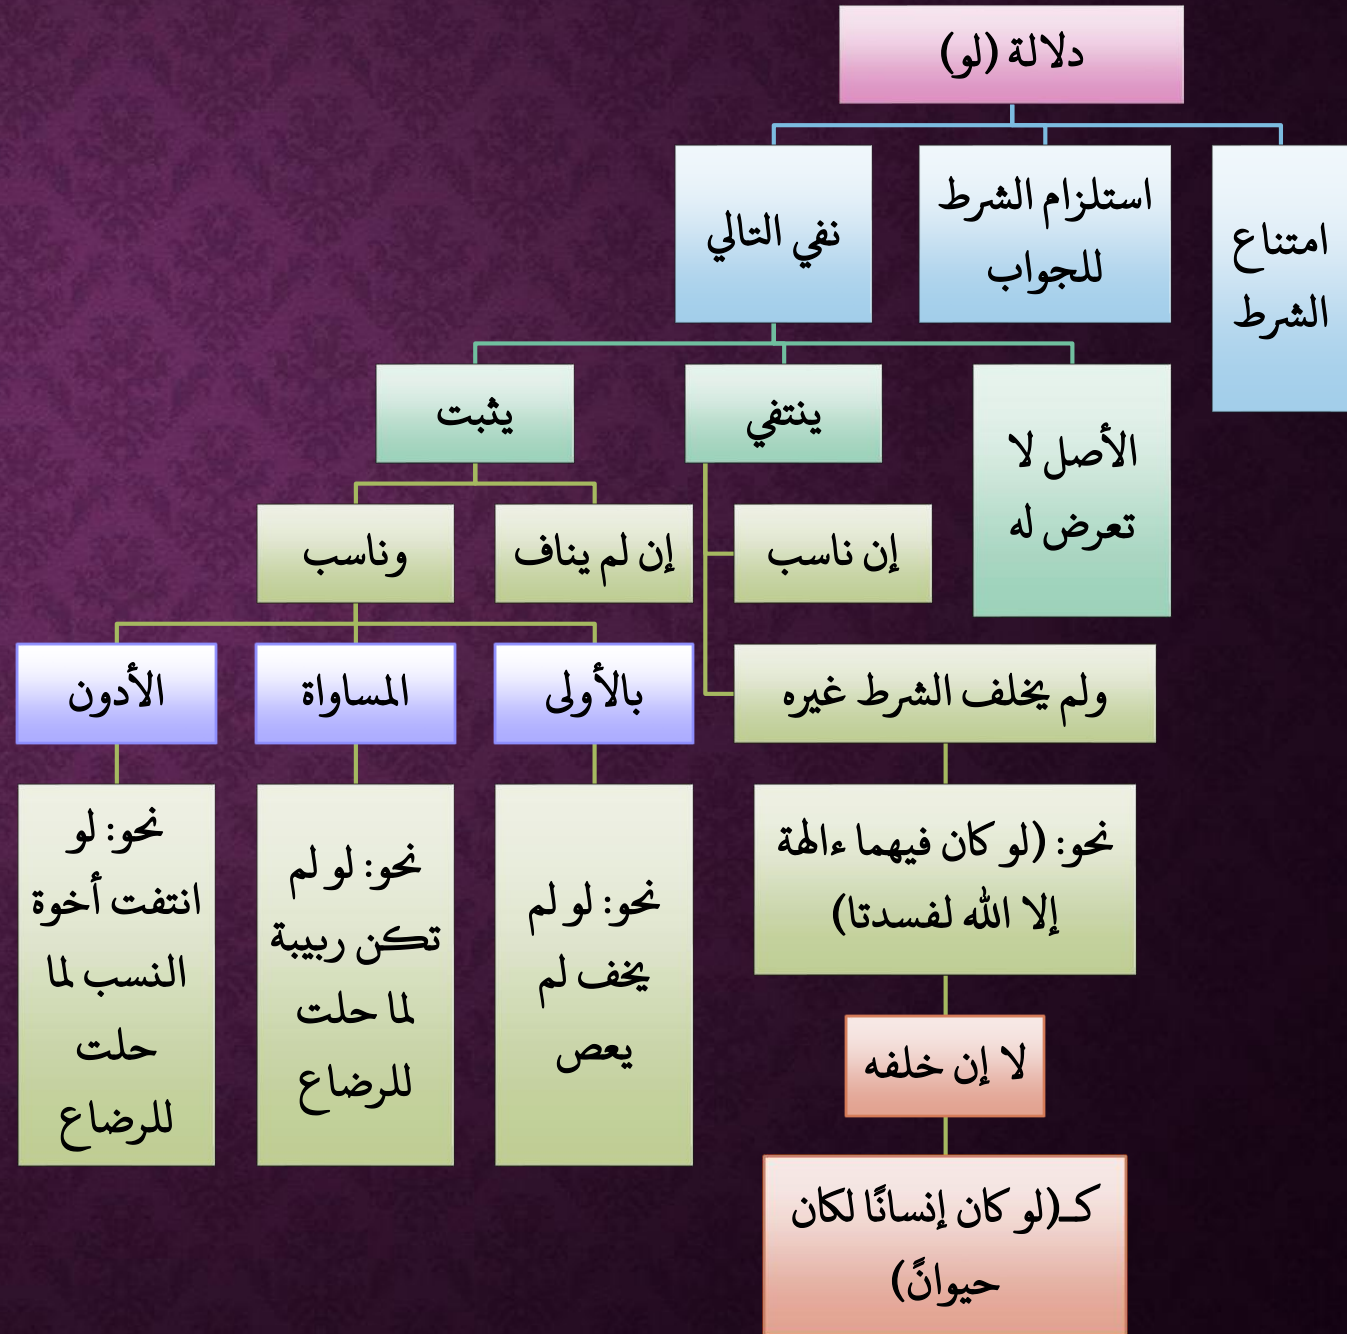 دلالة (لو)
امتناع
الشرط
استلزام الشرط
للجواب
نفي التالي
الأصل لا
تعرض له
ينتفي
يثبت
إن ناسب
ولم يخلف الشرط غيره
نحو: (لو كان فيهما ءالهة
إلا الله لفسدتا)
لا إن خلفه
كـ(لو كان إنسانًا لكان
حيوانً)
إن لم يناف
وناسب
بالأولى
نحو: لو لم
يخف لم
يعص
المساواة
نحو: لو لم
تكن ربيبة
لما حلت
للرضاع
الأدون
نحو: لو
انتفت أخوة
النسب لما
حلت
للرضاع